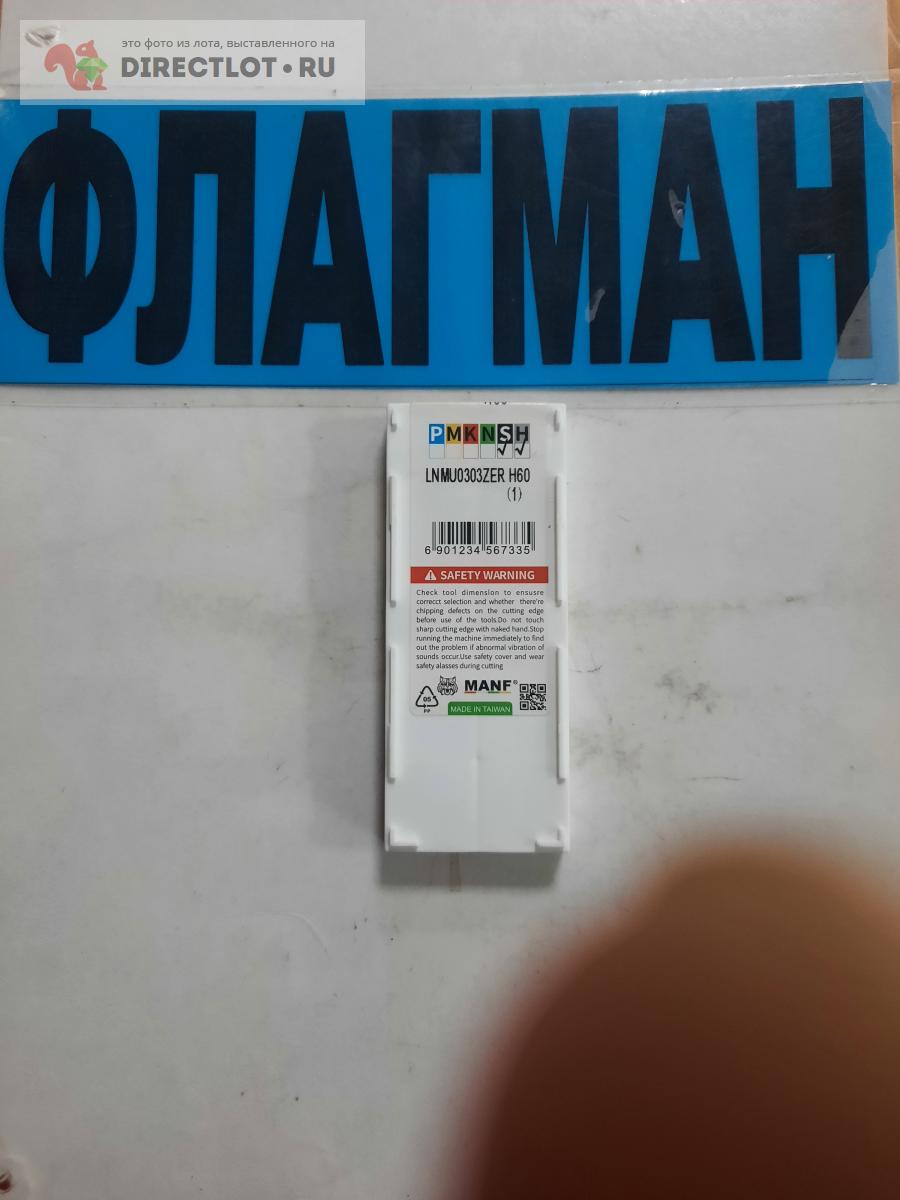 это фото из лота, выставленного на
DIRECTLOT•RU
ФЛАГМАН
P M K N S H
LNMU0303ZER H60
(1)
6 901234 567335
SAFETY WARNING
Check tool dimension to ensusre
correcct selection and whether there're
chipping defects on the cutting edge
before use of the tools.Do not touch
sharp cutting edge with naked hand.Stop
running the machine immediately to find
out the problem if abnormal vibration of
sounds occur.Use safety cover and wear
safety alasses during cutting
05
PP
MANF®
MADE IN TAIWAN